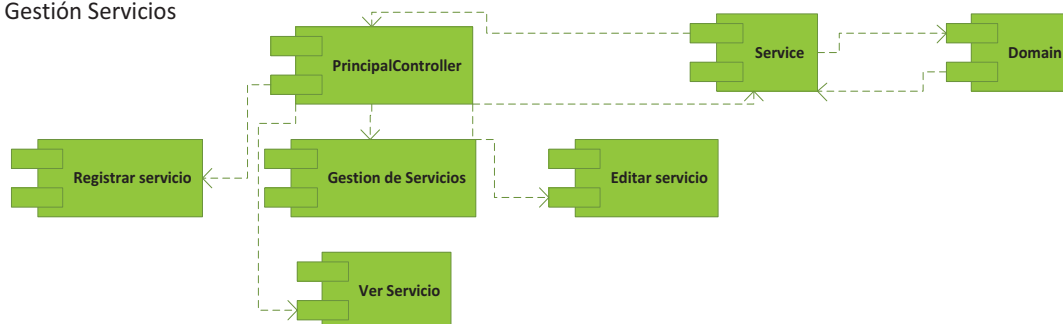 Gestión Servicios
PrincipalController
Service
Domain
Registrar servicio
Gestion de Servicios
Editar servicio
Ver Servicio